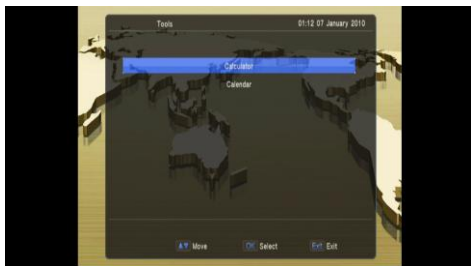 Tools 01:12 07 January 2010
Calculator
Calendar
▲▼ Move OK Select Exit Exit